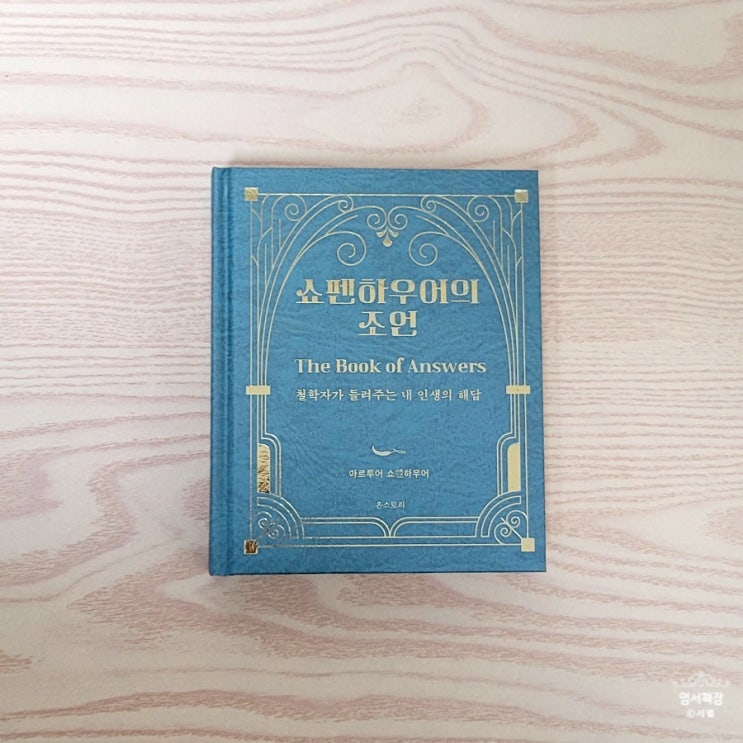 쇼펜하우어의
조언
The Book of Answers
철학자가 들려주는 내 인생의 해답
아르투어 쇼펜하우어
온스토리
영서책장